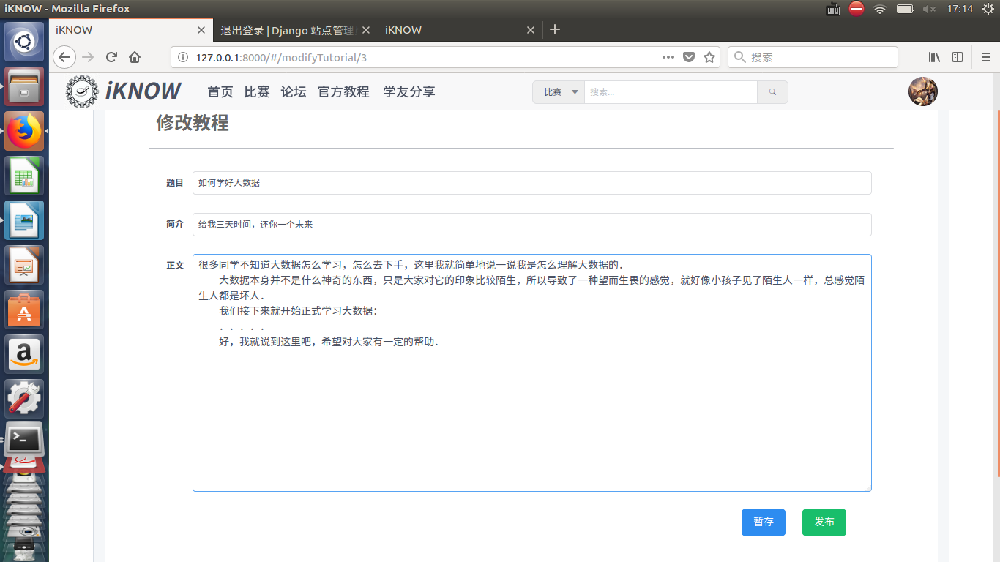 iKNOW - Mozilla Firefox
17:14
iKNOW
退出登录 | Django 站点管理
iKNOW
127.0.0.1:8000/#/modifyTutorial/3
搜索
iKNOW
首页 比赛 论坛 官方教程 学友分享
比赛
搜索...
修改教程
题目
如何学好大数据
简介
给我三天时间，还你一个未来
正文
很多同学不知道大数据怎么学习，怎么去下手，这里我就简单地说一说我是怎么理解大数据的．
大数据本身并不是什么神奇的东西，只是大家对它的印象比较陌生，所以导致了一种望而生畏的感觉，就好像小孩子见了陌生人一样，总感觉陌
生人都是坏人．
我们接下来就开始正式学习大数据：
．．．．．
好，我就说到这里吧，希望对大家有一定的帮助．
暂存
发布